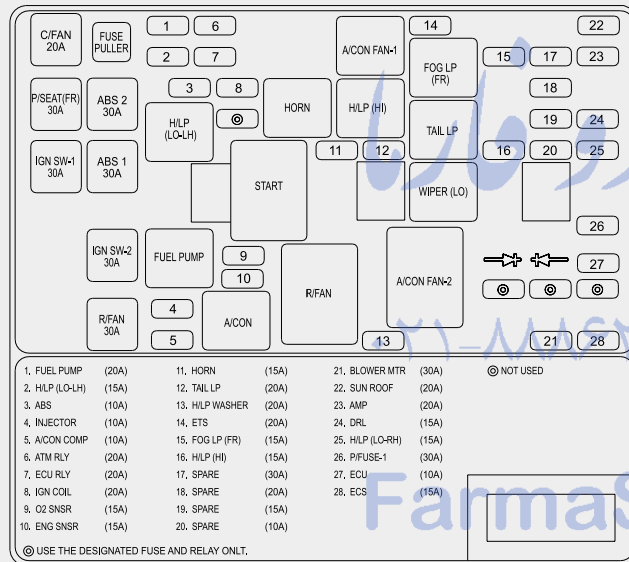 C/FAN
20A
FUSE
PULLER
1
6
2
7
A/CON FAN-1
14
22
FOG LP
(FR)
15
17
23
P/SEAT(FR)
30A
ABS 2
30A
3
8
H/LP
(LO-LH)
HORN
H/LP (HI)
18
TAIL LP
19
24
IGN SW-1
30A
ABS 1
30A
11
12
16
20
25
START
WIPER (LO)
26
IGN SW-2
30A
FUEL PUMP
9
10
R/FAN
A/CON FAN-2
27
R/FAN
30A
4
5
A/CON
13
21
28
1. FUEL PUMP (20A)
2. H/LP (LO-LH) (15A)
3. ABS (10A)
4. INJECTOR (10A)
5. A/CON COMP (10A)
6. ATM RLY (20A)
7. ECU RLY (20A)
8. IGN COIL (20A)
9. O2 SNSR (15A)
10. ENG SNSR (15A)
11. HORN (15A)
12. TAIL LP (20A)
13. H/LP WASHER (20A)
14. ETS (20A)
15. FOG LP (FR) (15A)
16. H/LP (HI) (15A)
17. SPARE (30A)
18. SPARE (20A)
19. SPARE (15A)
20. SPARE (10A)
21. BLOWER MTR (30A)
22. SUN ROOF (20A)
23. AMP (20A)
24. DRL (15A)
25. H/LP (LO-RH) (15A)
26. P/FUSE-1 (30A)
27. ECU (10A)
28. ECS (15A)
◎ NOT USED
◎ USE THE DESIGNATED FUSE AND RELAY ONLT.
FarmaS